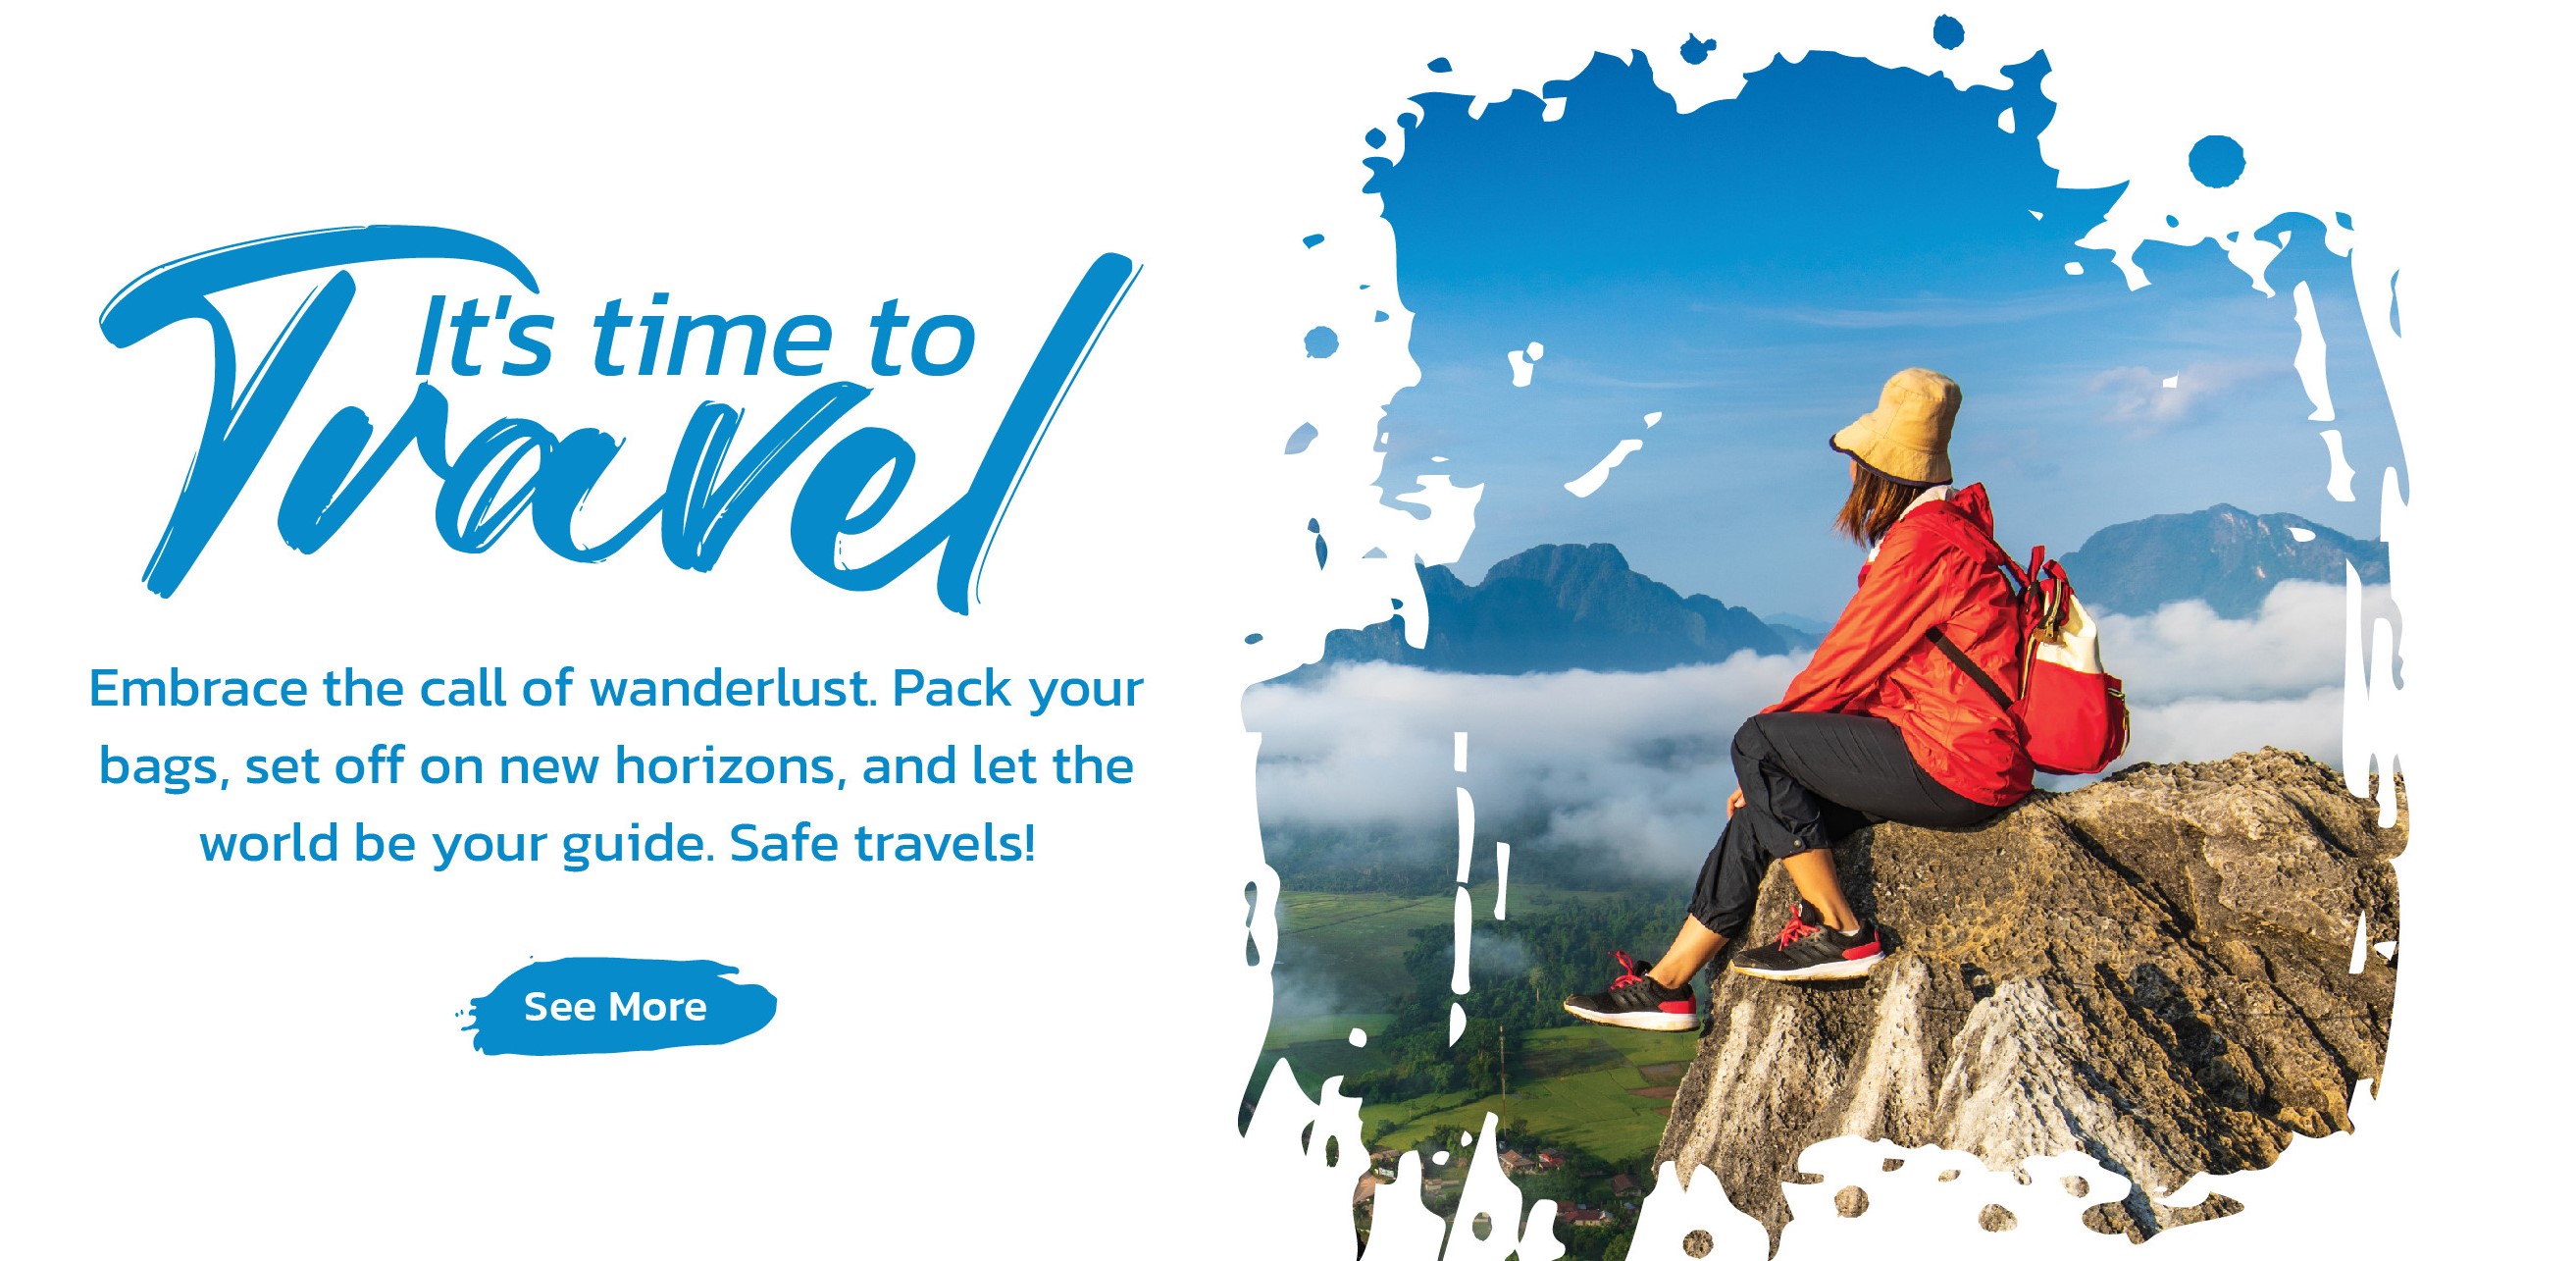 It's time to
Travel
Embrace the call of wanderlust. Pack your
bags, set off on new horizons, and let the
world be your guide. Safe travels!
See More